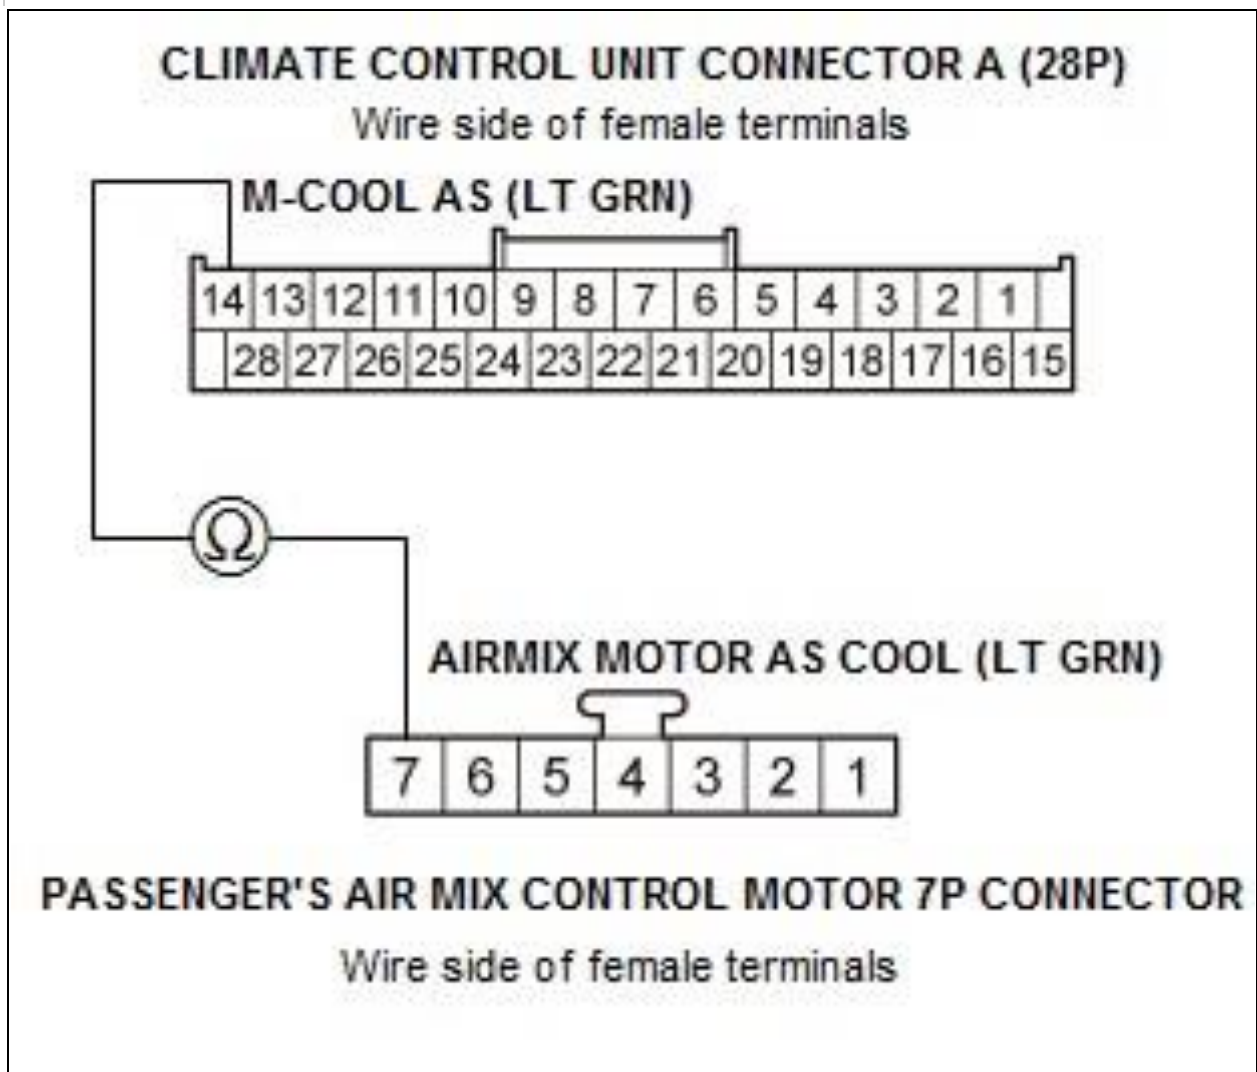 CLIMATE CONTROL UNIT CONNECTOR A (28P)
Wire side of female terminals
M-COOL AS (LT GRN)
14 13 12 11 10 9 8 7 6 5 4 3 2 1
28 27 26 25 24 23 22 21 20 19 18 17 16 15
Ω
AIRMIX MOTOR AS COOL (LT GRN)
7 6 5 4 3 2 1
PASSENGER'S AIR MIX CONTROL MOTOR 7P CONNECTOR
Wire side of female terminals